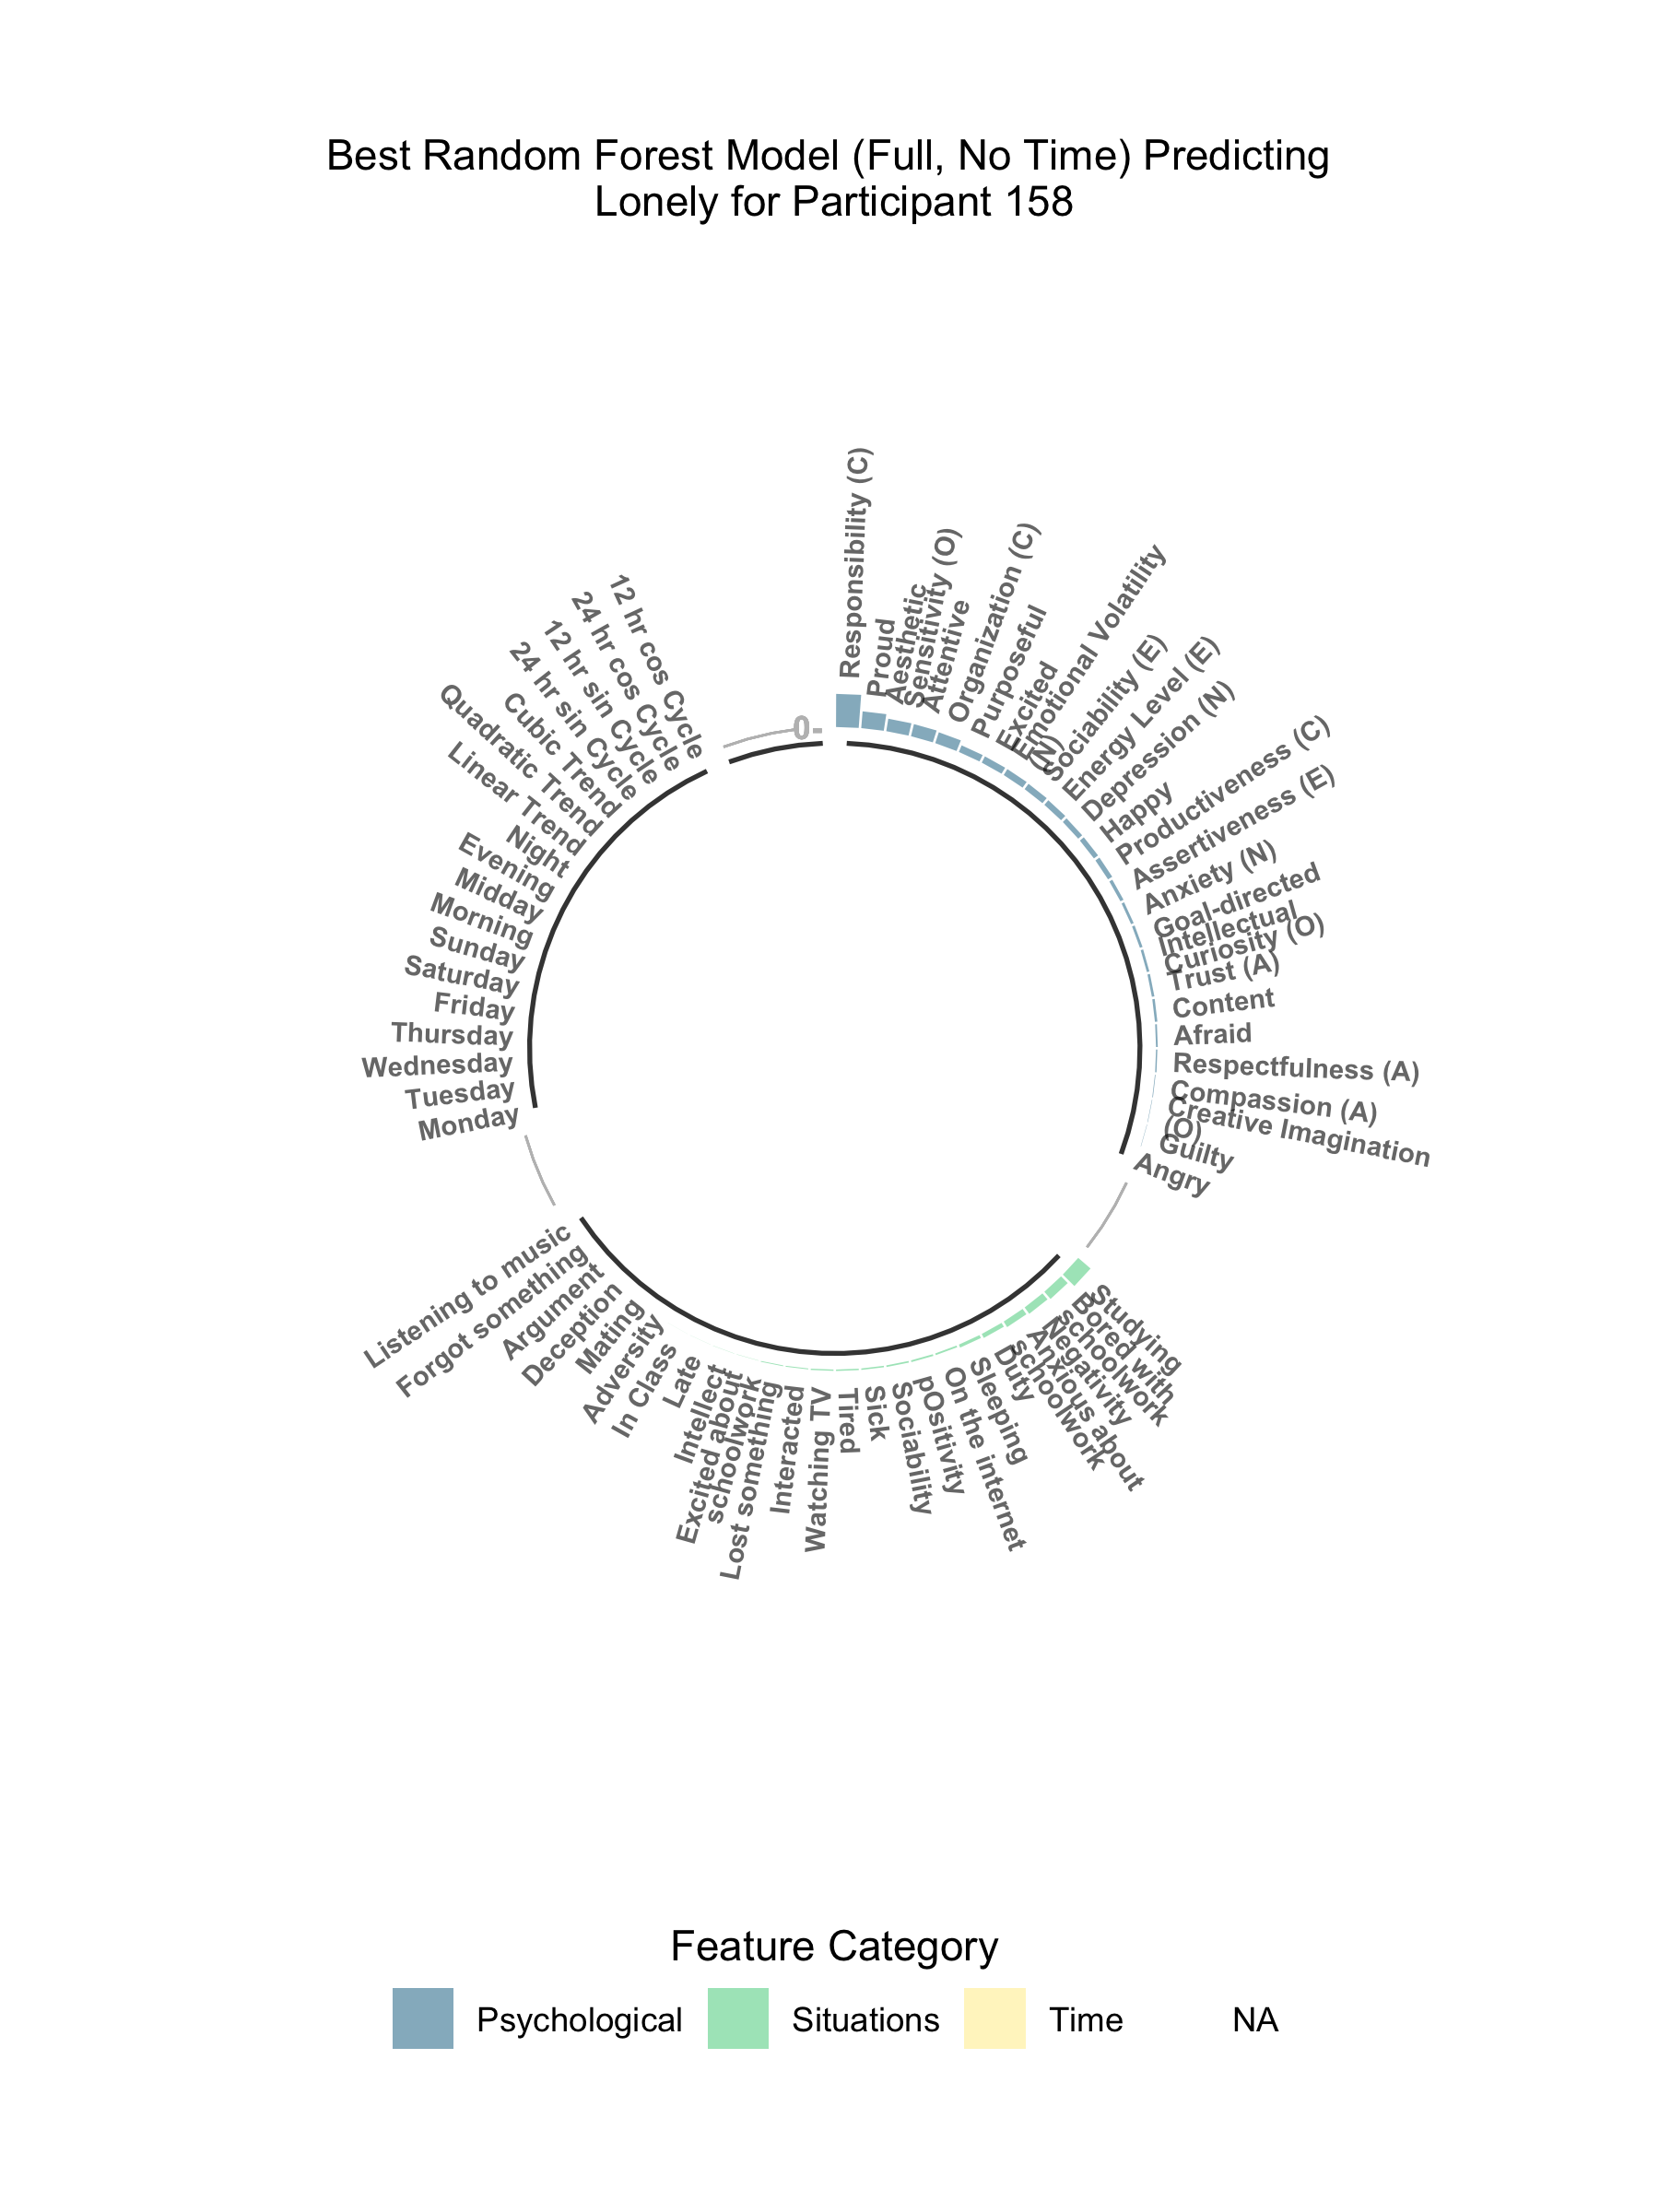 Best Random Forest Model (Full, No Time) Predicting
Lonely for Participant 158
0-
Responsibility (C)
Proud
Aesthetic
Sensitivity (O)
Attentive
Organization (C)
Purposeful
Excited
Emotional Volatility
(N)
Sociability (E)
Energy Level (E)
Depression (N)
Happy
Productiveness (C)
Assertiveness (E)
Anxiety (N)
Goal-directed
Intellectual
Curiosity (O)
Trust (A)
Content
Afraid
Respectfulness (A)
Compassion (A)
Creative Imagination
(O)
Guilty
Angry
Studying
Bored with
schoolwork
Negativity
Anxious about
schoolwork
Duty
Sleeping
On the internet
pOsitivity
Sociability
Sick
Tired
Watching TV
Interacted
Lost something
Excited about
schoolwork
Intellect
Late
In Class
Adversity
Mating
Deception
Argument
Forgot something
Listening to music
Monday
Tuesday
Wednesday
Thursday
Friday
Saturday
Sunday
Morning
Midday
Evening
Night
Linear Trend
Quadratic Trend
Cubic Trend
24 hr sin Cycle
12 hr sin Cycle
24 hr cos Cycle
12 hr cos Cycle
Feature Category
Psychological
Situations
Time
NA